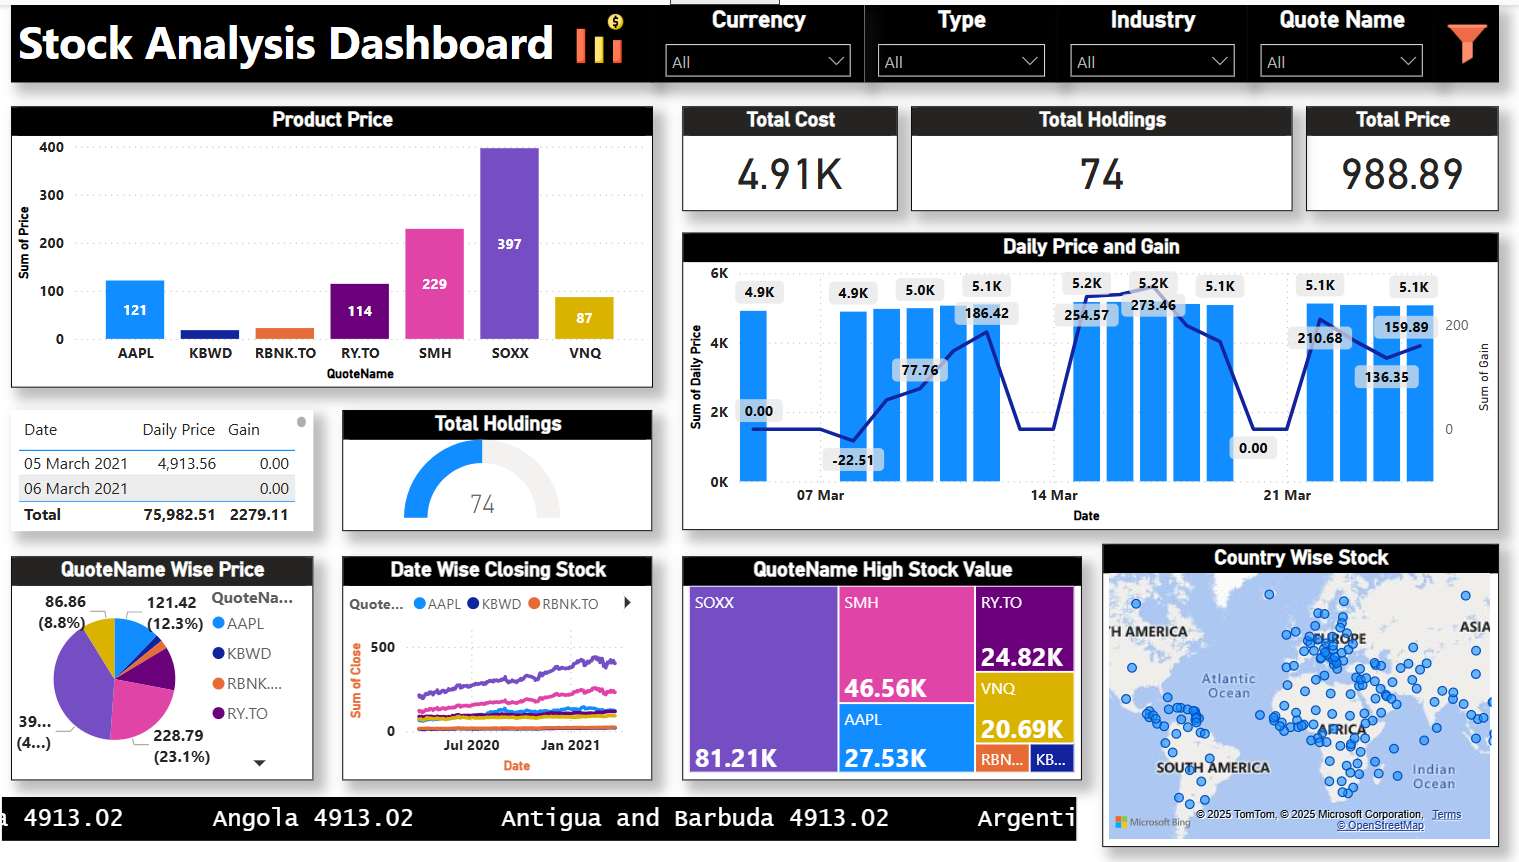 Stock Analysis Dashboard
$
Currency
All
Type
All
Industry
All
Quote Name
All
Product Price
Sum of Price
400
300
200
100
0
121
114
229
397
87
AAPL KBWD RBNK.TO RY.TO SMH SOXX VNQ
QuoteName
Total Cost
4.91K
Total Holdings
74
Total Price
988.89
Daily Price and Gain
Sum of Daily Price
6K
4K
2K
0K
4.9K 4.9K 5.0K 5.1K 5.2K 5.2K 5.1K 5.1K 5.1K
0.00 -22.51 77.76 186.42 254.57 273.46 0.00 210.68 136.35 159.89
200
0
Sum of Gain
07 Mar 14 Mar 21 Mar
Date
Date Daily Price Gain
05 March 2021 4,913.56 0.00
06 March 2021 0.00
Total 75,982.51 2279.11
Total Holdings
74
QuoteName Wise Price
86.86
(8.8%)
121.42
(12.3%)
39...
(4...)
228.79
(23.1%)
QuoteNa...
AAPL
KBWD
RBNK....
RY.TO
Date Wise Closing Stock
Quote... AAPL KBWD RBNK.TO
Sum of Close
500
0
Jul 2020 Jan 2021
Date
QuoteName High Stock Value
SOXX
81.21K
SMH
46.56K
AAPL
27.53K
RY.TO
24.82K
VNQ
20.69K
RBN...
KB...
Country Wise Stock
TH AMERICA
EUROPE
ASIA
Atlantic
Ocean
AFRICA
SOUTH AMERICA
Indian
Ocean
Microsoft Bing
© 2025 TomTom, © 2025 Microsoft Corporation, Terms
© OpenStreetMap
a 4913.02 Angola 4913.02 Antigua and Barbuda 4913.02 Argenti